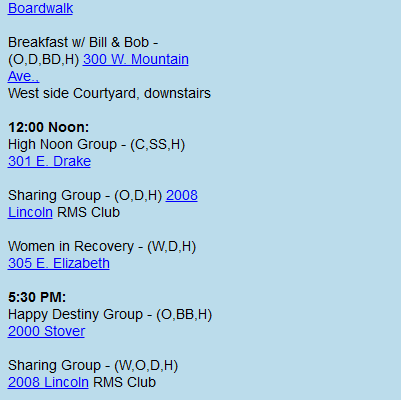 Boardwalk
Breakfast w/ Bill & Bob -
(O,D,BD,H) 300 W. Mountain
Ave..
West side Courtyard, downstairs
12:00 Noon:
High Noon Group - (C,SS,H)
301 E. Drake
Sharing Group - (O,D,H) 2008
Lincoln RMS Club
Women in Recovery - (W,D,H)
305 E. Elizabeth
5:30 PM:
Happy Destiny Group - (O,BB,H)
2000 Stover
Sharing Group - (W,O,D,H)
2008 Lincoln RMS Club